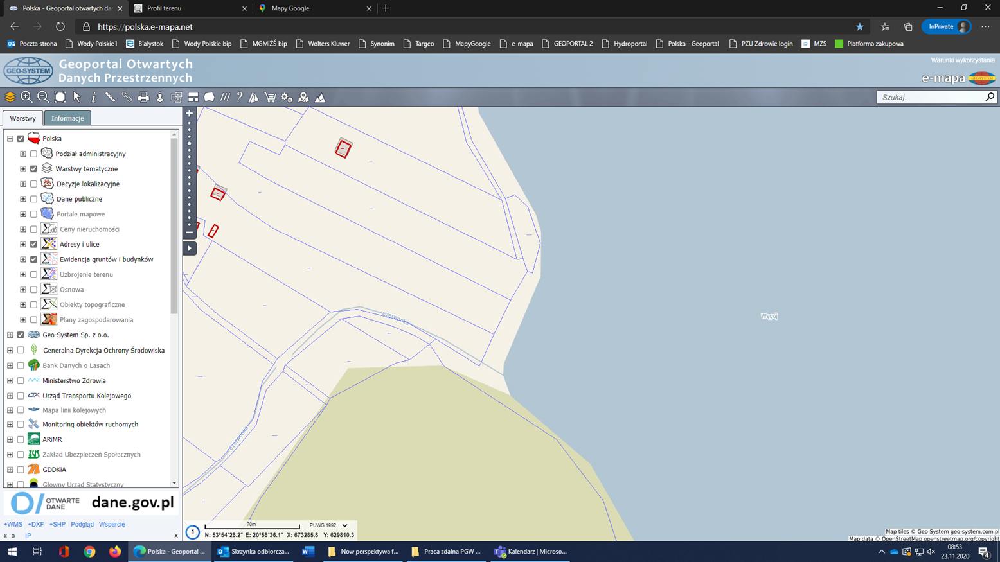 Polska - Geoportal otwartych da
Profil terenu
Mapy Google
https://polska.e-mapa.net
InPrivate
Poczta strona
Wody Polskie1
Białystok
Wody Polskie bip
MGMiŻŚ bip
Wolters Kluwer
Synonim
Targeo
MapyGoogle
e-mapa
GEOPORTAL 2
Hydroportal
Polska - Geoportal
PZU Zdrowie login
MZS
Platforma zakupowa
GEO-SYSTEM
Geoportal Otwartych
Danych Przestrzennych
Warunki wykorzystania
e-mapa
GEO-SYSTEM
Szukaj...
Warstwy
Informacje
Polska
Podział administracyjny
Warstwy tematyczne
Decyzje lokalizacyjne
Dane publiczne
Portale mapowe
Ceny nieruchomości
Adresy i ulice
Ewidencja gruntów i budynków
Uzbrojenie terenu
Osnowa
Obiekty topograficzne
Plany zagospodarowania
Geo-System Sp. z o.o.
Generalna Dyrekcja Ochrony Środowiska
Bank Danych o Lasach
Ministerstwo Zdrowia
Urząd Transportu Kolejowego
Mapa linii kolejowych
Monitoring obiektów ruchomych
ARiMR
Zakład Ubezpieczeń Społecznych
GDDKiA
Główny Urząd Statystyczny
OTWARTE
DANE
dane.gov.pl
+WMS +DXF +SHP Podgląd Wsparcie
« » IP x
Czerwonka
Czerwonka
Węgój
1
70m
PUWG 1992
N: 53°54´28.2´´ E: 20°58´36.1´´ X: 673285.8 Y: 629810.3
Map tiles © Geo-System geo-system.com.pl
Map data © OpenStreetMap openstreetmap.org/copyright
Polska - Geoportal ...
Skrzynka odbiorcza...
Now perspektywa f...
Praca zdalna PGW ...
Kalendarz | Microso...
08:53
23.11.2020
4